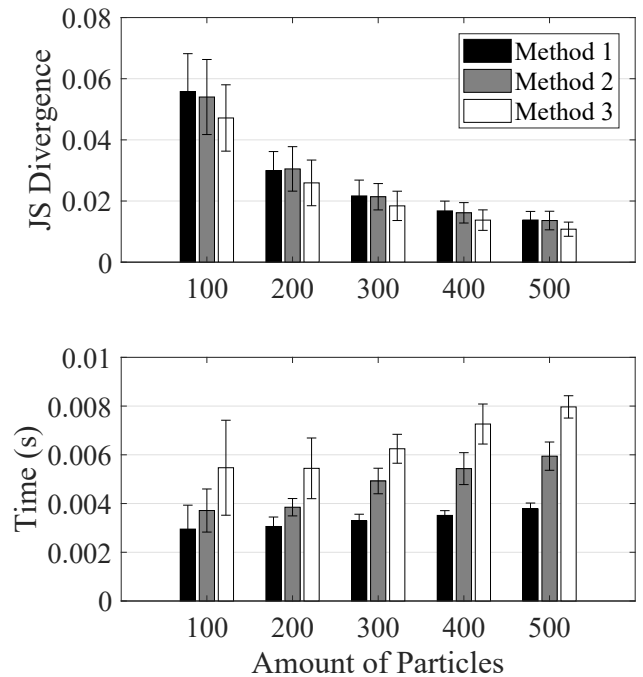 0.08
0.06
0.04
0.02
0
JS Divergence
Method 1
Method 2
Method 3
100 200 300 400 500
0.01
0.008
0.006
0.004
0.002
0
Time (s)
100 200 300 400 500
Amount of Particles